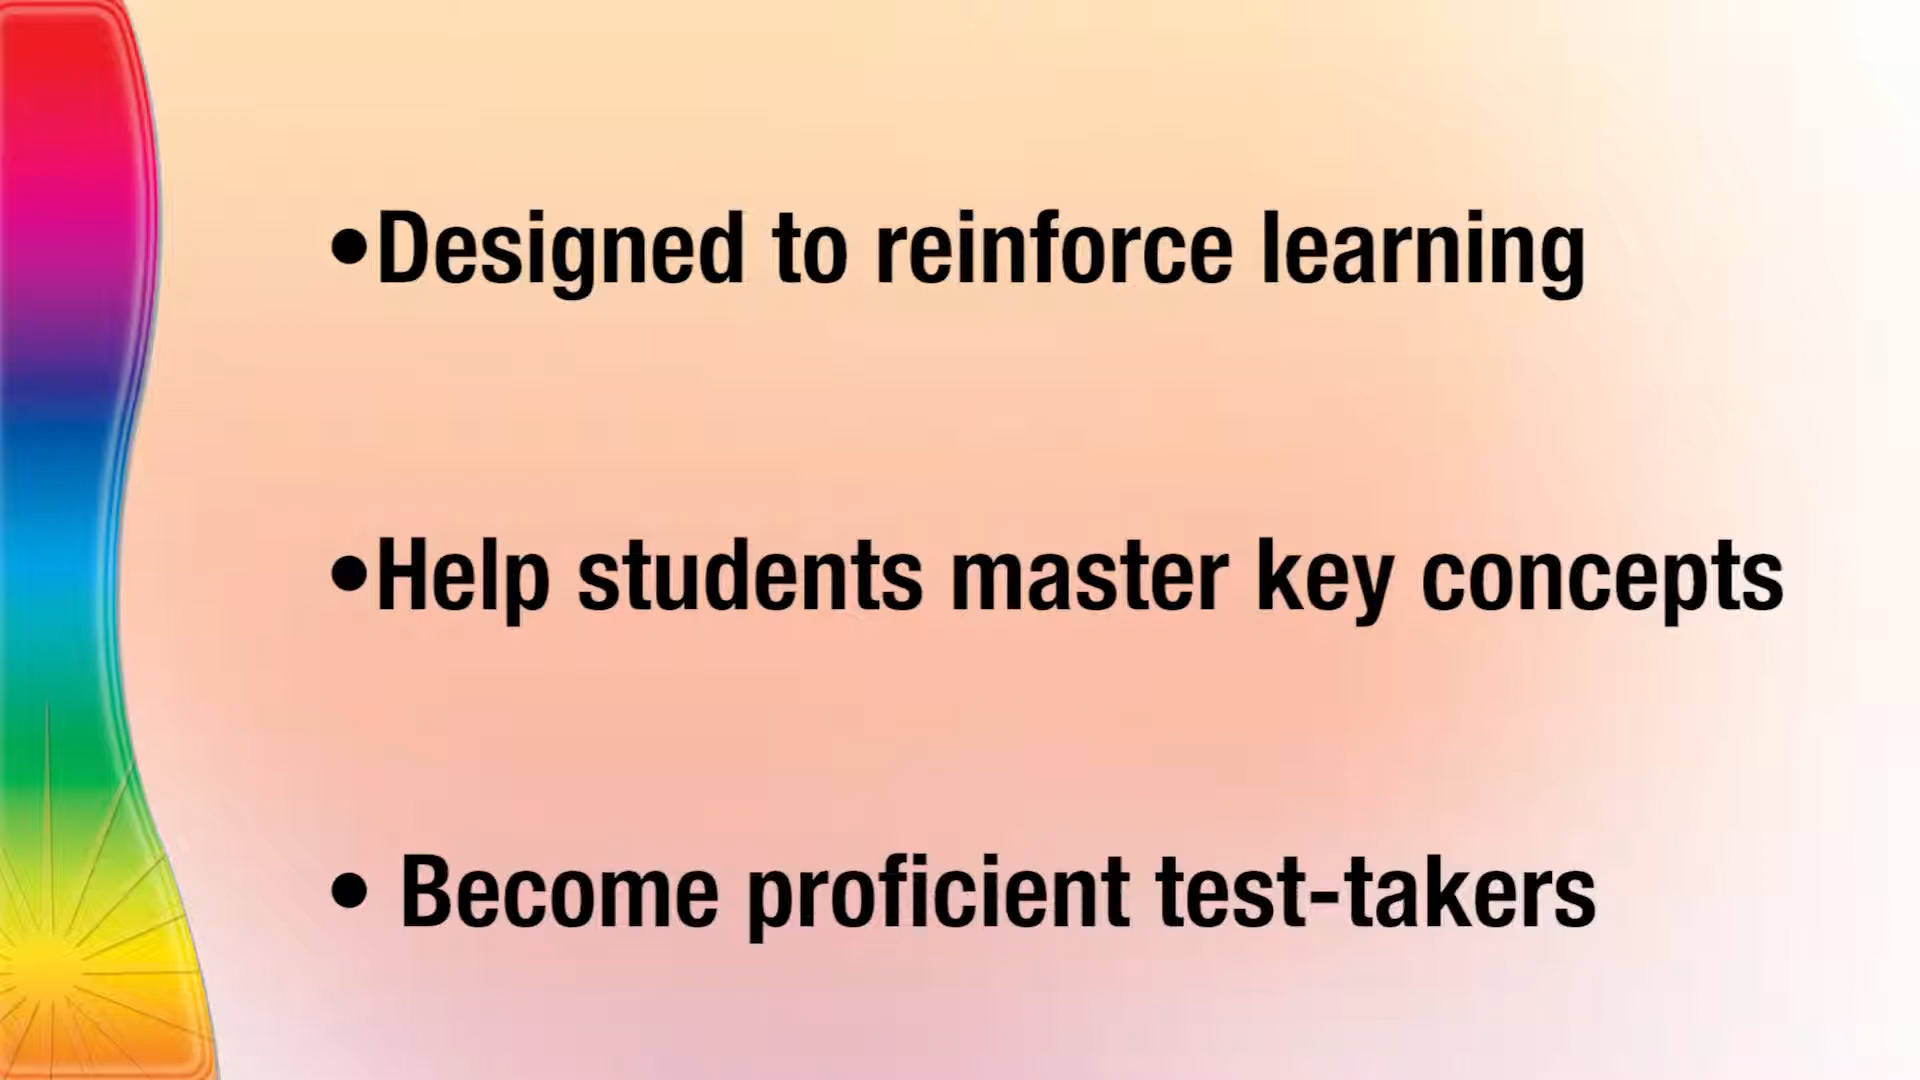 •Designed to reinforce learning
•Help students master key concepts
• Become proficient test-takers